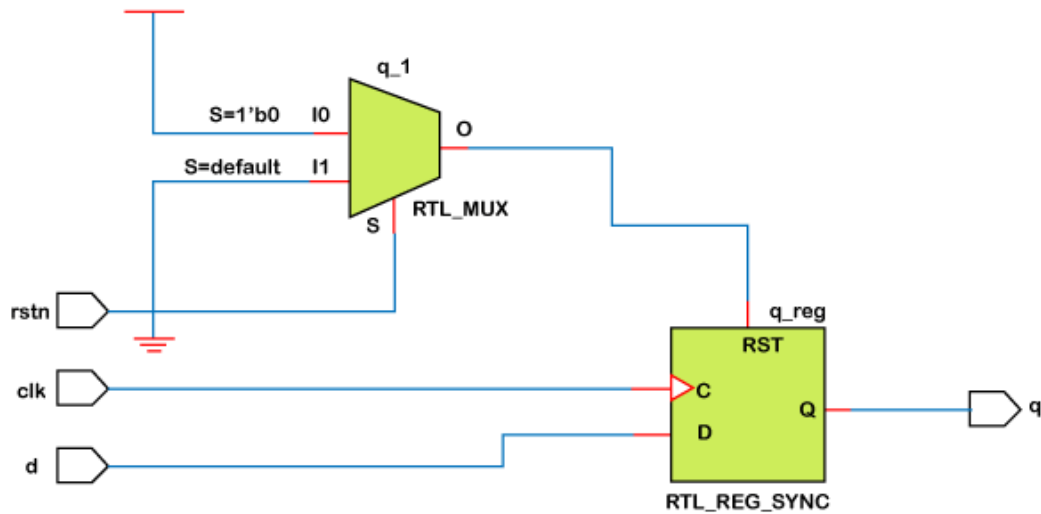 q_1
S=1'b0 I0
O
S=default I1
RTL_MUX
S
rstn
q_reg
RST
clk
C
Q
q
D
d
RTL_REG_SYNC